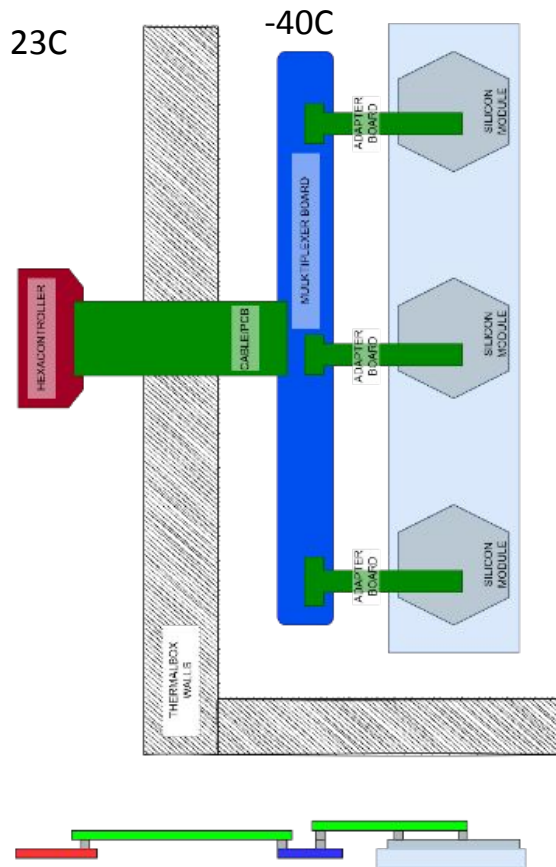 23C
-40C
HEXACONTROLLER
CABLE/PCB
MULKTIPLEXER BOARD
ADAPTER
BOARD
SILICON
MODULE
ADAPTER
BOARD
SILICON
MODULE
ADAPTER
BOARD
SILICON
MODULE
THERMALBOX
WALLS